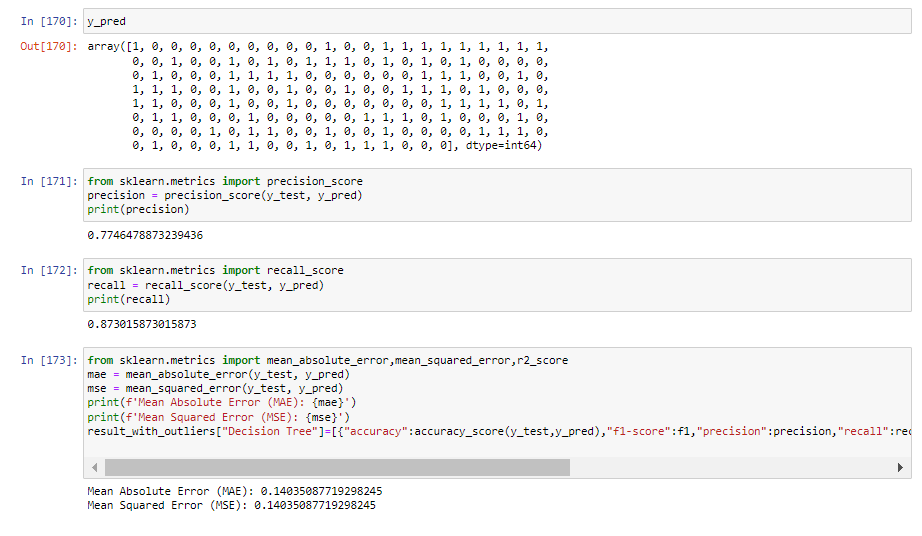 In [170]: y_pred
Out[170]: array([1, 0, 0, 0, 0, 0, 0, 0, 0, 0, 1, 0, 0, 1, 1, 1, 1, 1, 1, 1, 1, 1,
0, 0, 1, 0, 0, 1, 0, 1, 0, 1, 1, 1, 0, 1, 0, 1, 0, 0, 0, 0,
0, 1, 0, 0, 0, 1, 1, 1, 1, 0, 0, 0, 0, 0, 0, 1, 1, 0, 0, 1, 0,
1, 1, 1, 0, 0, 1, 0, 0, 1, 0, 0, 1, 0, 0, 1, 1, 1, 0, 1, 0, 0, 0,
1, 1, 0, 0, 0, 1, 0, 0, 1, 0, 0, 0, 0, 0, 0, 0, 1, 1, 1, 1, 0, 1,
0, 1, 1, 0, 0, 0, 1, 0, 0, 0, 0, 0, 1, 1, 1, 0, 1, 0, 0, 0, 1, 0,
0, 0, 0, 0, 1, 0, 1, 1, 0, 0, 1, 0, 0, 1, 0, 0, 0, 0, 1, 1, 1, 0,
0, 1, 0, 0, 0, 1, 1, 0, 0, 1, 0, 1, 1, 1, 0, 0, 0], dtype=int64)
In [171]: from sklearn.metrics import precision_score
precision = precision_score(y_test, y_pred)
print(precision)
0.7746478873239436
In [172]: from sklearn.metrics import recall_score
recall = recall_score(y_test, y_pred)
print(recall)
0.873015873015873
In [173]: from sklearn.metrics import mean_absolute_error,mean_squared_error,r2_score
mae = mean_absolute_error(y_test, y_pred)
mse = mean_squared_error(y_test, y_pred)
print(f'Mean Absolute Error (MAE): {mae}')
print(f'Mean Squared Error (MSE): {mse}')
result_with_outliers["Decision Tree"]=[{"accuracy":accuracy_score(y_test,y_pred),"f1-score":f1,"precision":precision,"recall":rec
Mean Absolute Error (MAE): 0.14035087719298245
Mean Squared Error (MSE): 0.14035087719298245